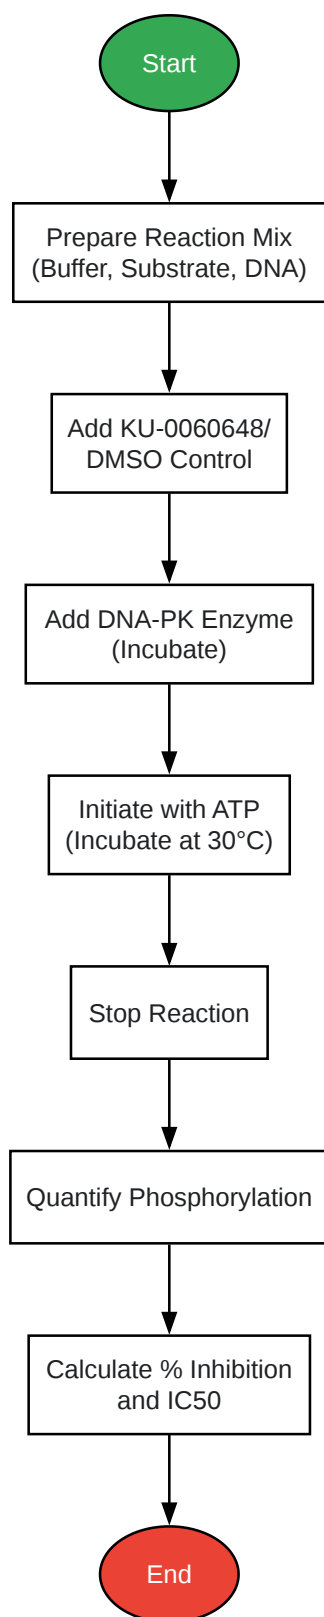 Start
Prepare Reaction Mix
(Buffer, Substrate, DNA)
Add KU-0060648/
DMSO Control
Add DNA-PK Enzyme
(Incubate)
Initiate with ATP
(Incubate at 30°C)
Stop Reaction
Quantify Phosphorylation
Calculate % Inhibition
and IC50
End